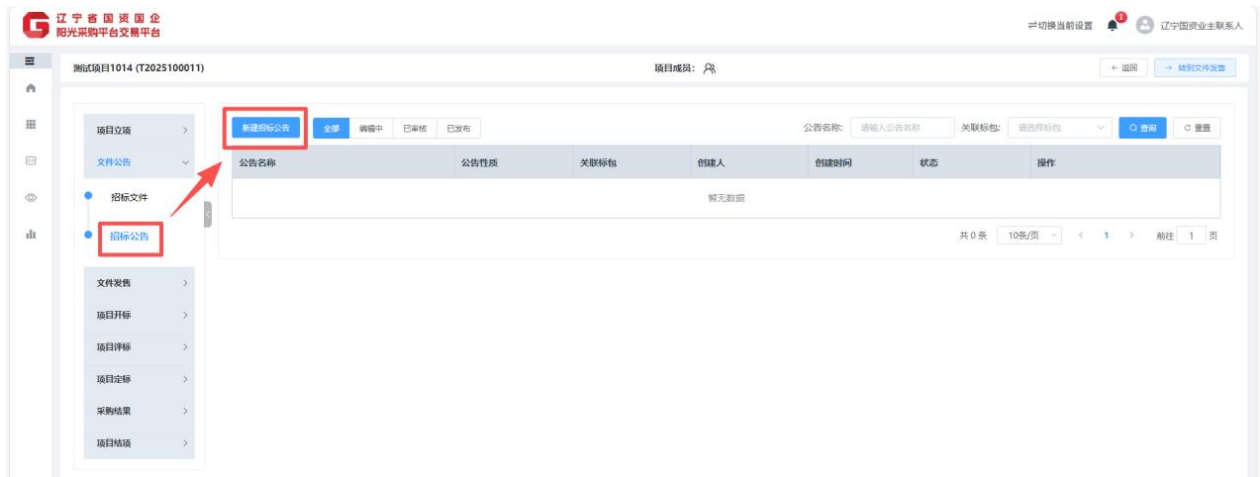 辽宁省国资国企
阳光采购平台交易平台
切换当前设置
1
辽宁国资业主联系人
测试项目1014 (T2025100011)
项目成员：
← 返回
→ 转到文件发售
项目立项
文件公告
招标文件
招标公告
文件发售
项目开标
项目评标
项目定标
采购结果
项目结项
新建招标公告
全部 编辑中 已审核 已发布
公告名称: 请输入公告名称
关联标包: 请选择标包
查询
重置
公告名称 公告性质 关联标包 创建人 创建时间 状态 操作
暂无数据
共 0 条 10条/页 < 1 > 前往 1 页